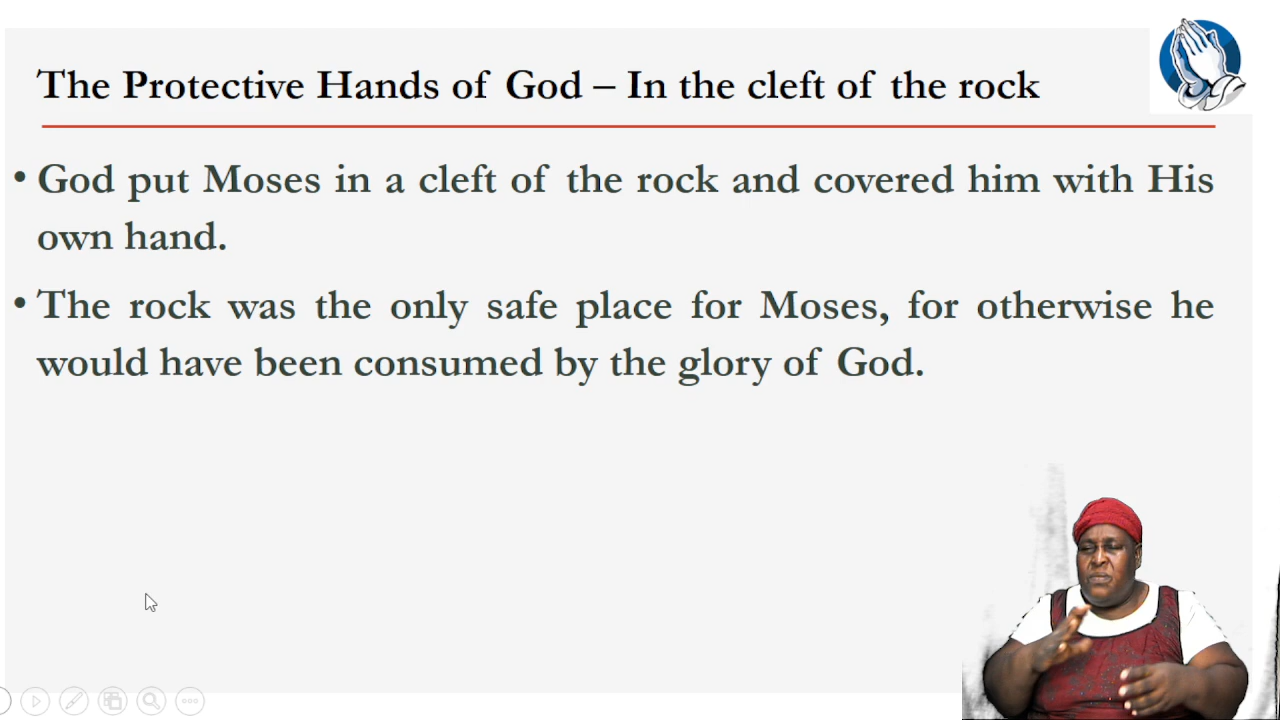 The Protective Hands of God – In the cleft of the rock
• God put Moses in a cleft of the rock and covered him with His
own hand.
• The rock was the only safe place for Moses, for otherwise he
would have been consumed by the glory of God.